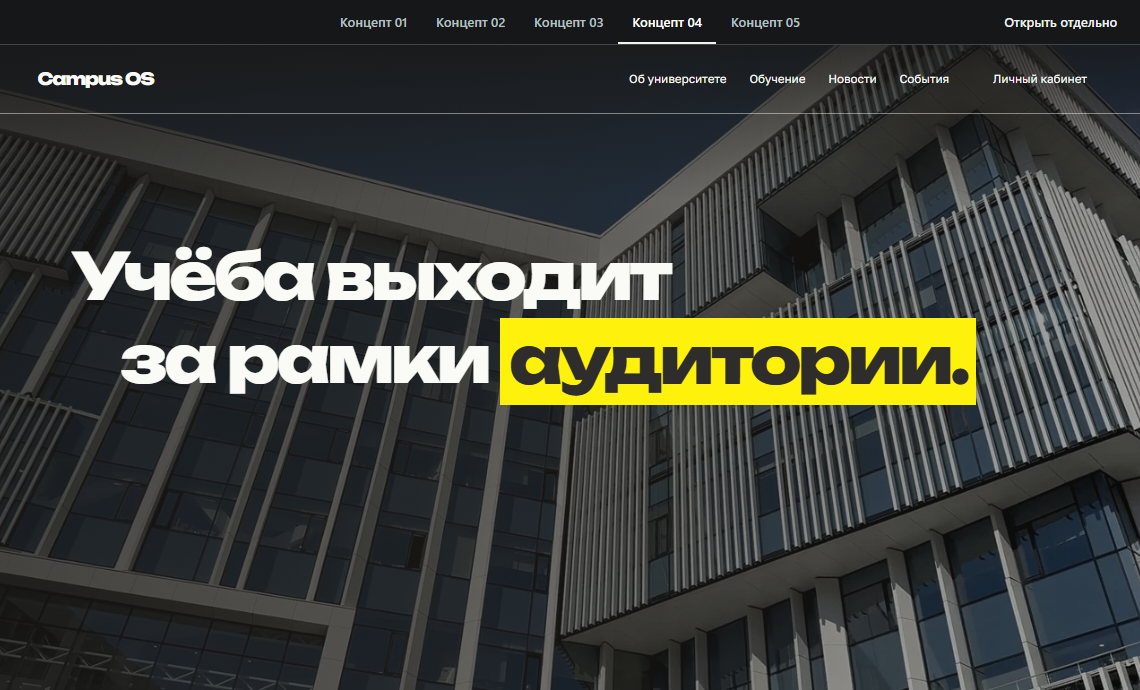 Концепт 01 Концепт 02 Концепт 03 Концепт 04 Концепт 05 Открыть отдельно
Campus OS Об университете Обучение Новости События Личный кабинет
Учёба выходит
за рамки аудитории.